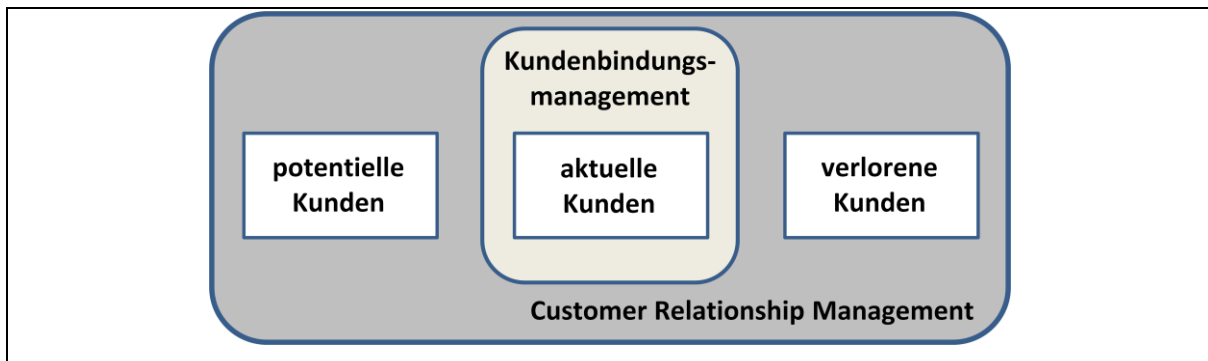 Kundenbindungs-
management
potentielle
Kunden
aktuelle
Kunden
verlorene
Kunden
Customer Relationship Management